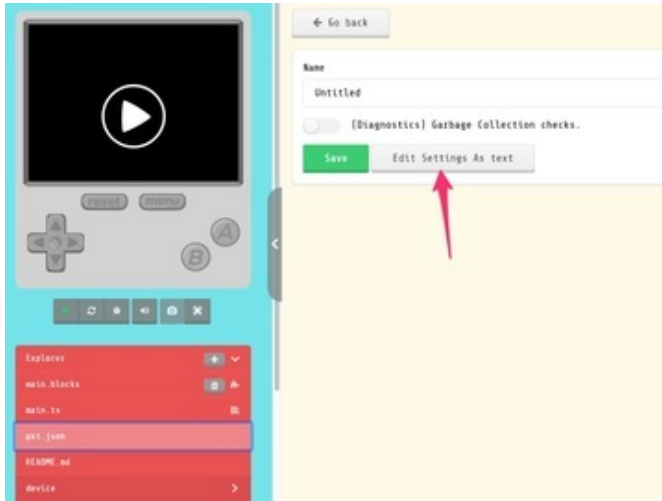 Go back
Name
Untitled
(Diagnostics) Garbage Collection checks.
Save
Edit Settings As text
reset
menu
A
B
Explorer
main.blocks
main.ts
pxt.json
README.md
device